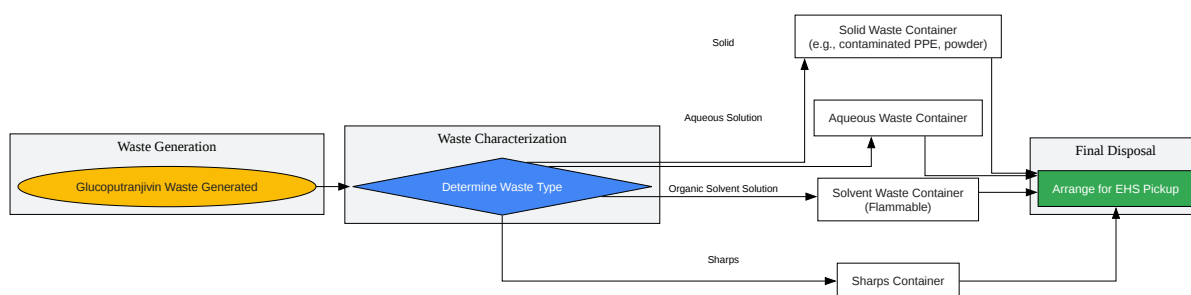 Waste Generation
Glucoputranjivin Waste Generated
Waste Characterization
Determine Waste Type
Solid
Aqueous Solution
Organic Solvent Solution
Sharps
Solid Waste Container
(e.g., contaminated PPE, powder)
Aqueous Waste Container
Solvent Waste Container
(Flammable)
Sharps Container
Final Disposal
Arrange for EHS Pickup